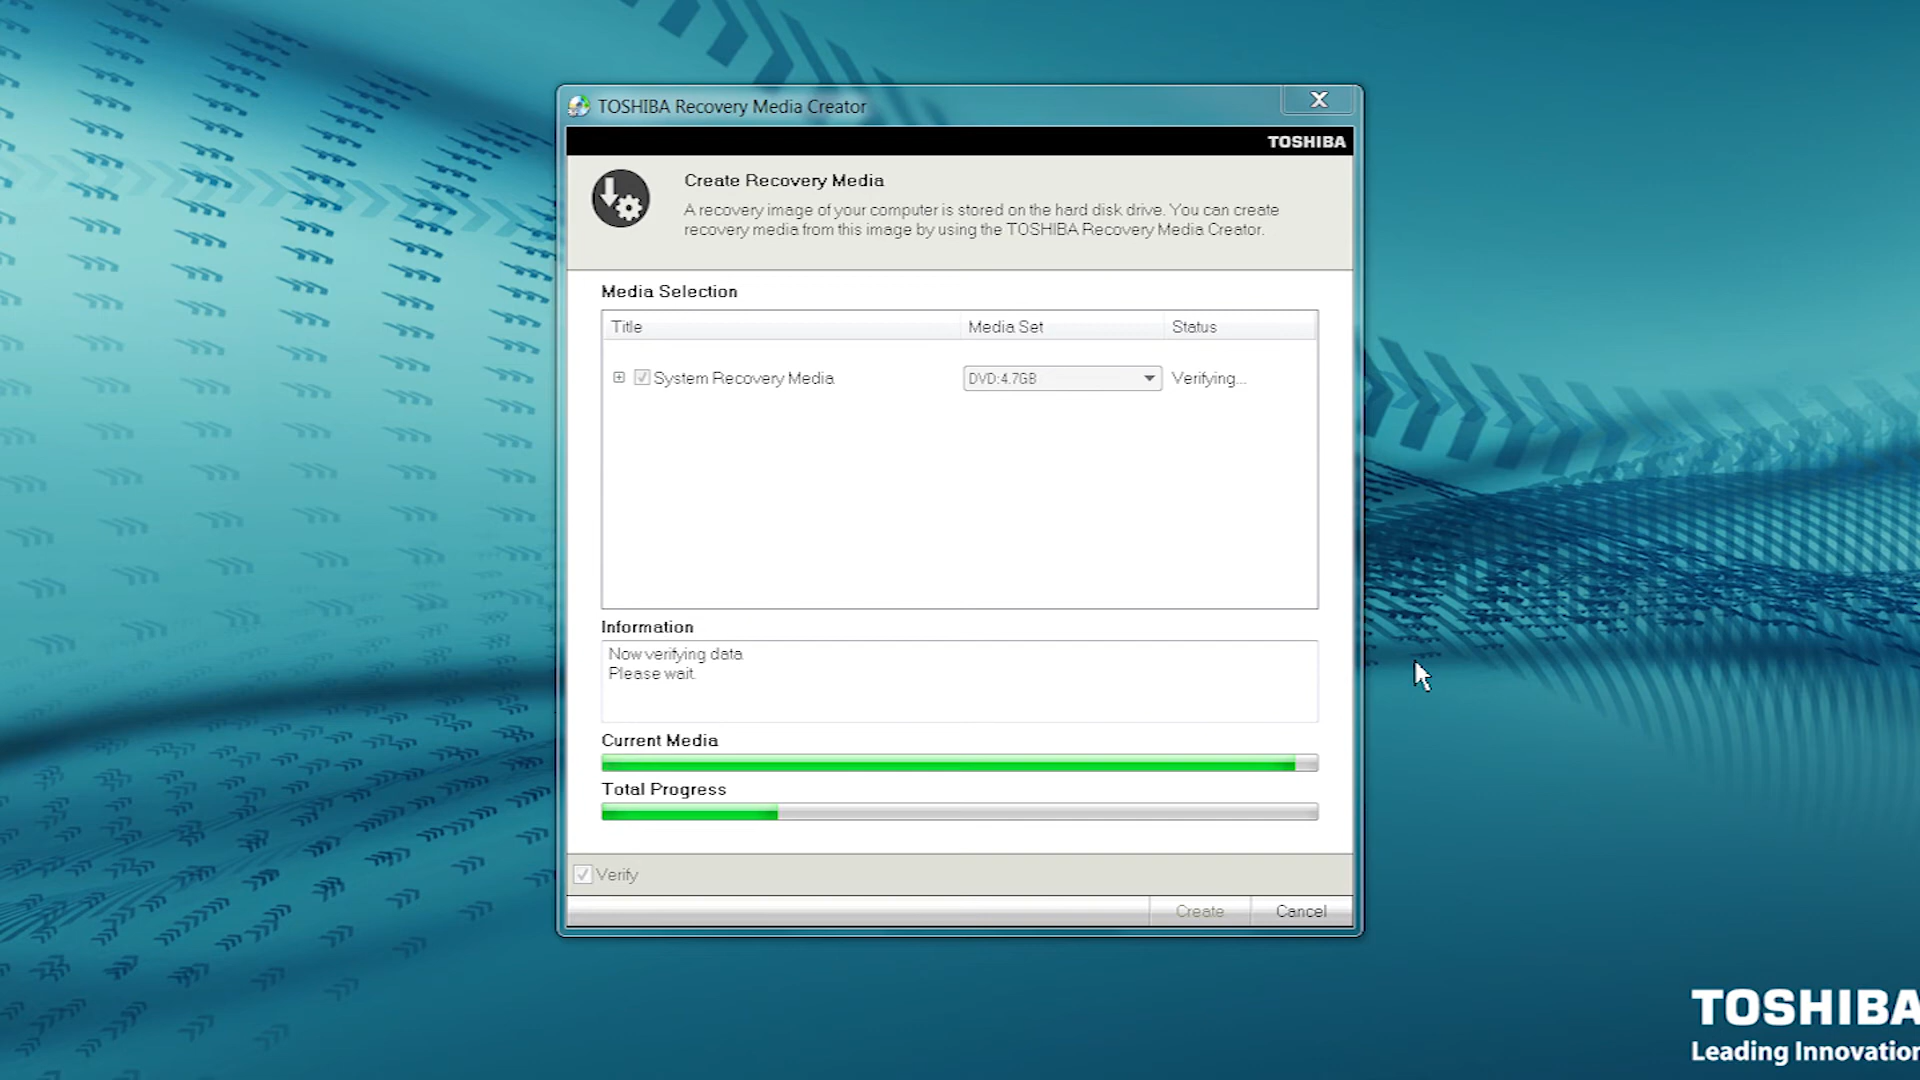 TOSHIBA Recovery Media Creator
X
TOSHIBA
Create Recovery Media
A recovery image of your computer is stored on the hard disk drive. You can create
recovery media from this image by using the TOSHIBA Recovery Media Creator.
Media Selection
Title Media Set Status
System Recovery Media DVD:4.7GB Verifying...
Information
Now verifying data
Please wait.
Current Media
Total Progress
Verify
Create Cancel
TOSHIBA
Leading Innovation